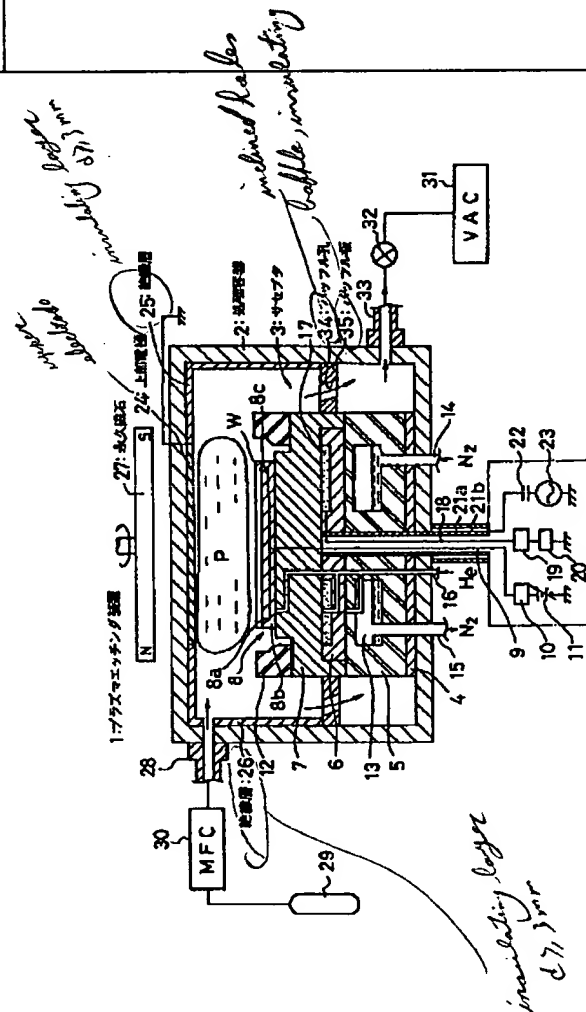 1:プラズマエッチング装置
27:永久磁石
N
S
24:上部電極
25:絶縁層
2:処理容器
3:サセプタ
17
34:バッフル孔
35:バッフル板
33
32
31
VAC
30
MFC
29
28
絶縁層:26
12
7
6
13
5
4
8a
8
8b
P
W
8c
15
N₂
16
He
14
N₂
9
10
11
18
19
20
21a
21b
22
23
upper
electrode
insulating layer
d≥3mm
inclined holes
baffle, insulating
insulating layer
d≥3mm